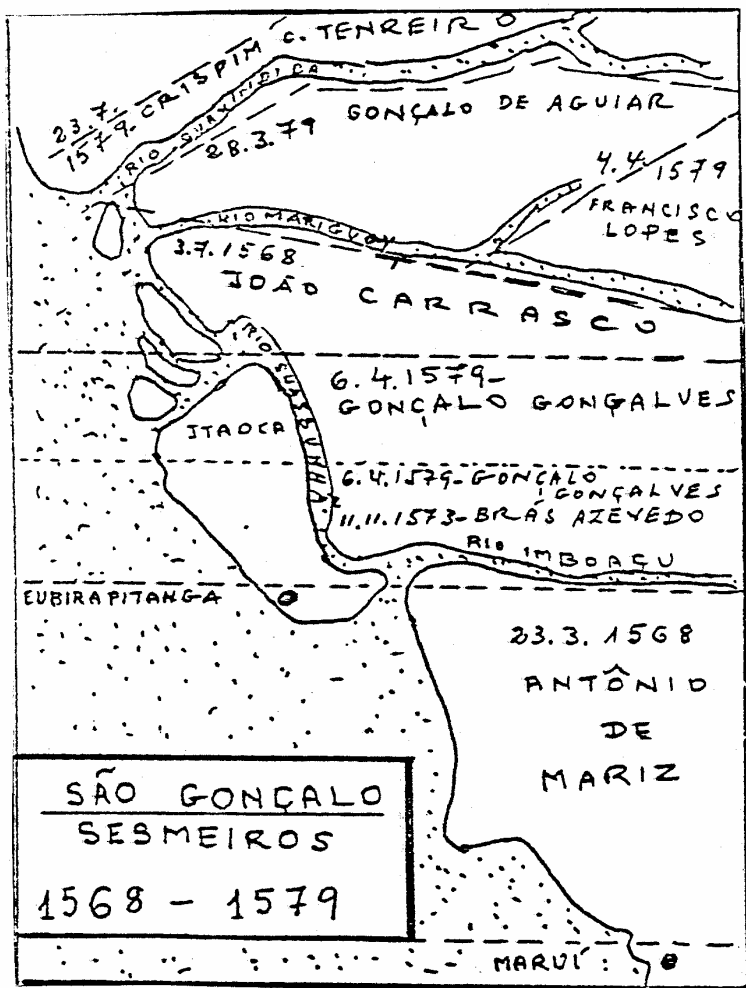 C. TENREIRO
23.7.
1579. CRISPIM
RIO SUAXINDIBA
28.3.79
GONÇALO DE AGUIAR
4.4.1579
FRANCISCO
LOPES
RIO MARIGUOY
3.7.1568
JOÃO CARRASCO
RIO SUASSUNHÃ
6.4.1579-
GONÇALO GONÇALVES
ITAOCA
6.4.1579-GONÇALO
GONÇALVES
11.11.1573-BRÁS AZEVEDO
RIO IMBOAÇU
EUBIRAPITANGA
23.3.1568
ANTÔNIO
DE
MARIZ
SÃO GONÇALO
SESMEIROS
1568 - 1579
MARUÍ: